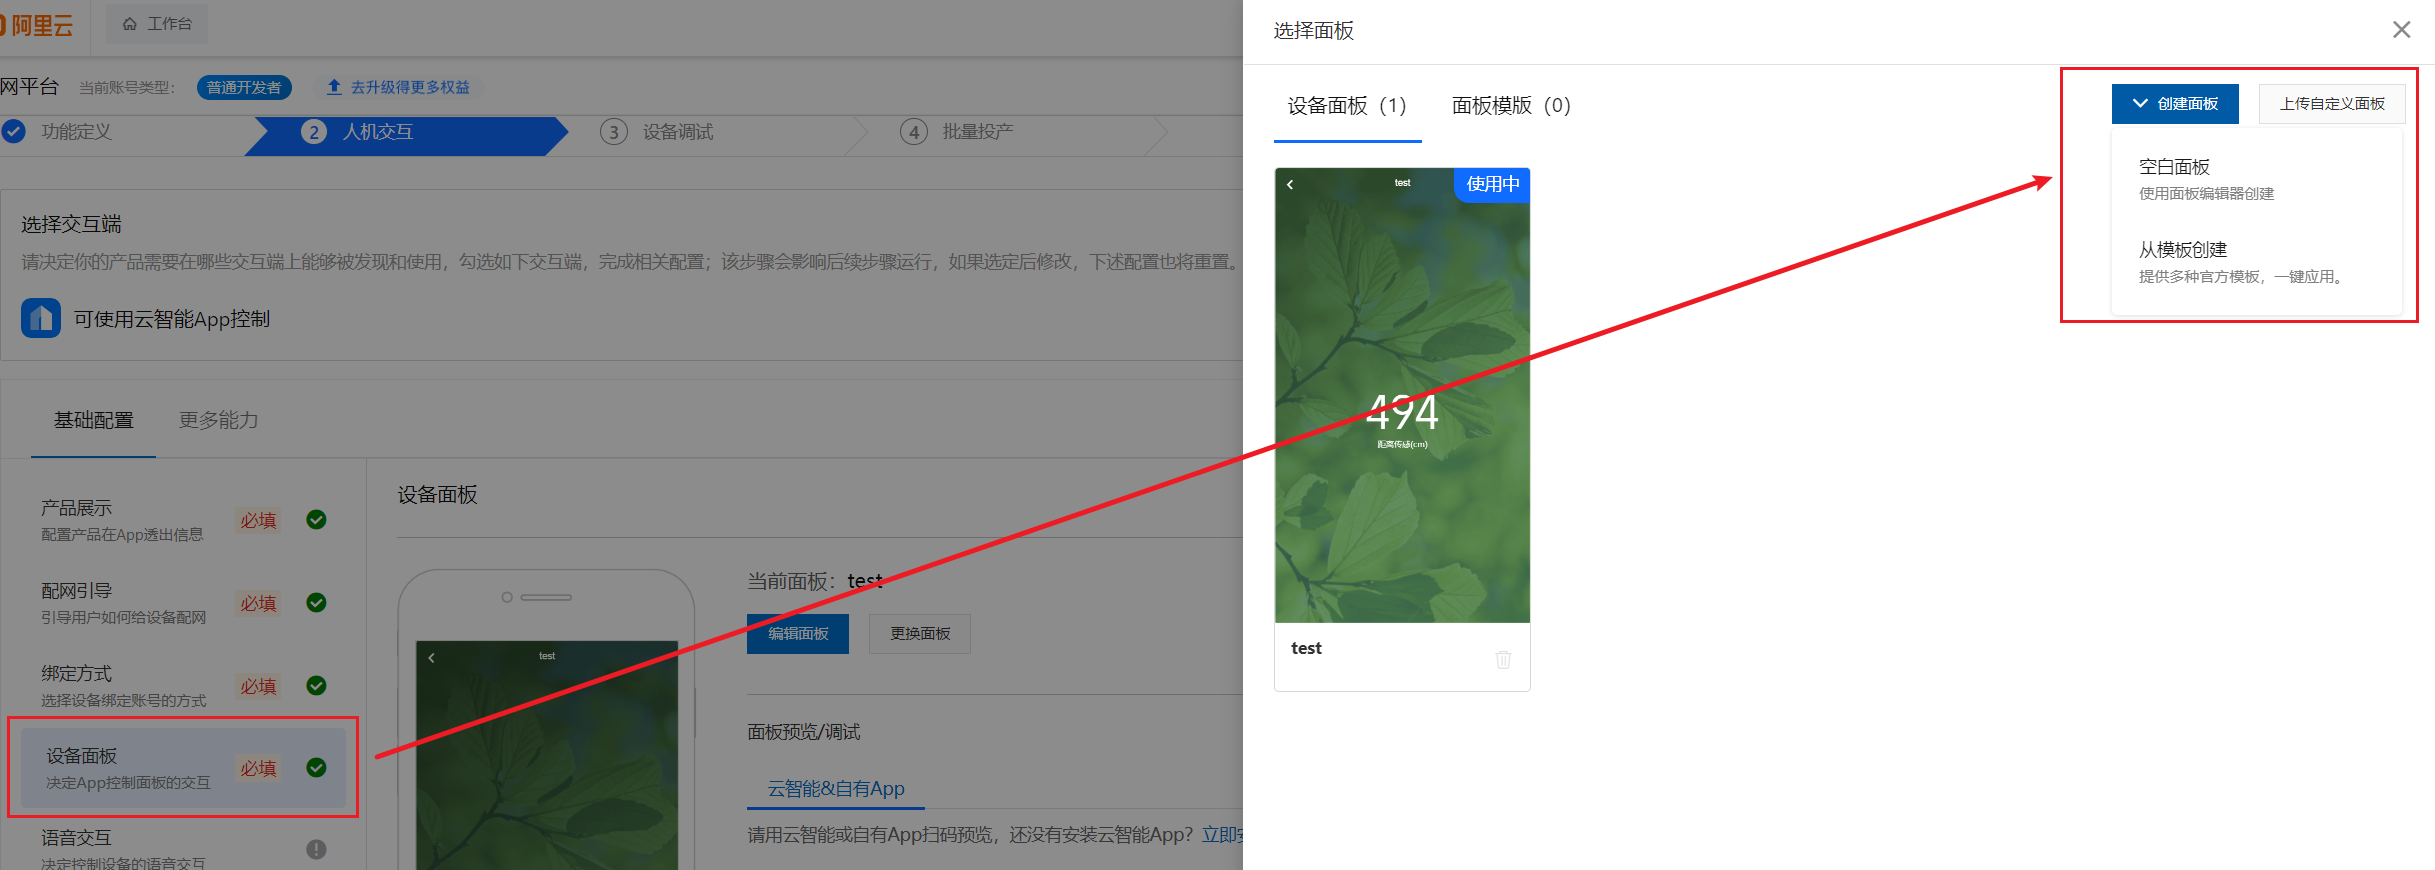 阿里云
工作台
网平台
当前账号类型：
普通开发者
去升级得更多权益
功能定义
2 人机交互
3 设备调试
4 批量投产
选择交互端
请决定你的产品需要在哪些交互端上能够被发现和使用，勾选如下交互端，完成相关配置；该步骤会影响后续步骤运行，如果选定后修改，下述配置也将重置。
可使用云智能App控制
基础配置
更多能力
产品展示
配置产品在App透出信息
必填
配网引导
引导用户如何给设备配网
必填
绑定方式
选择设备绑定账号的方式
必填
设备面板
决定App控制面板的交互
必填
语音交互
决定控制设备的语音交互
设备面板
test
当前面板：test
编辑面板
更换面板
面板预览/调试
云智能&自有App
请用云智能或自有App扫码预览，还没有安装云智能App？立即
选择面板
设备面板（1）
面板模版（0）
创建面板
上传自定义面板
空白面板
使用面板编辑器创建
从模板创建
提供多种官方模板，一键应用。
test
使用中
494
距离传感(cm)
test